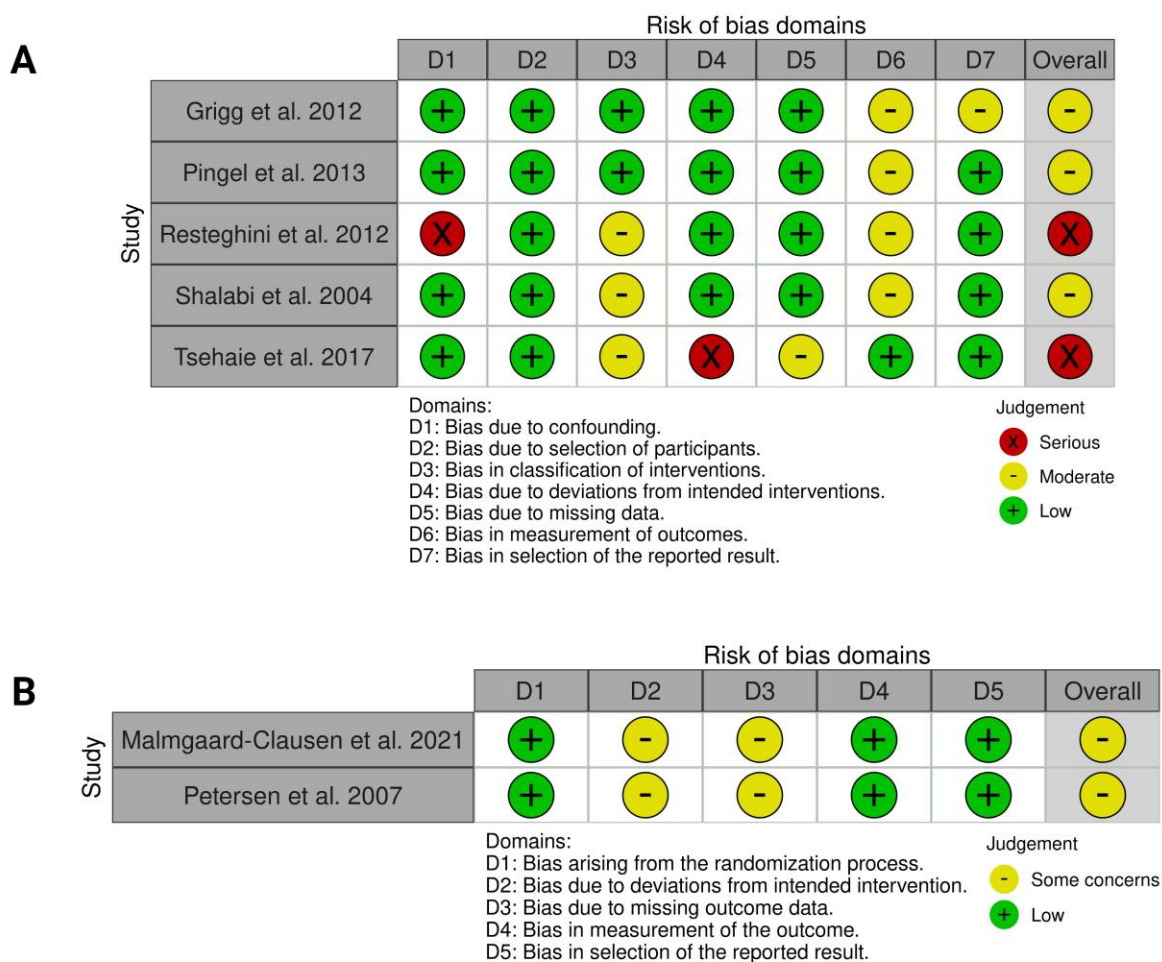 A
Risk of bias domains
D1 D2 D3 D4 D5 D6 D7 Overall
Study
Grigg et al. 2012 + + + + + - - -
Pingel et al. 2013 + + + + + - + -
Resteghini et al. 2012 X + - + + - + X
Shalabi et al. 2004 + + - + + - + -
Tsehaie et al. 2017 + + - X - + + X
Domains:
D1: Bias due to confounding.
D2: Bias due to selection of participants.
D3: Bias in classification of interventions.
D4: Bias due to deviations from intended interventions.
D5: Bias due to missing data.
D6: Bias in measurement of outcomes.
D7: Bias in selection of the reported result.
Judgement
X Serious
- Moderate
+ Low
B
Risk of bias domains
D1 D2 D3 D4 D5 Overall
Study
Malmgaard-Clausen et al. 2021 + - - + + -
Petersen et al. 2007 + - - + + -
Domains:
D1: Bias arising from the randomization process.
D2: Bias due to deviations from intended intervention.
D3: Bias due to missing outcome data.
D4: Bias in measurement of the outcome.
D5: Bias in selection of the reported result.
Judgement
- Some concerns
+ Low